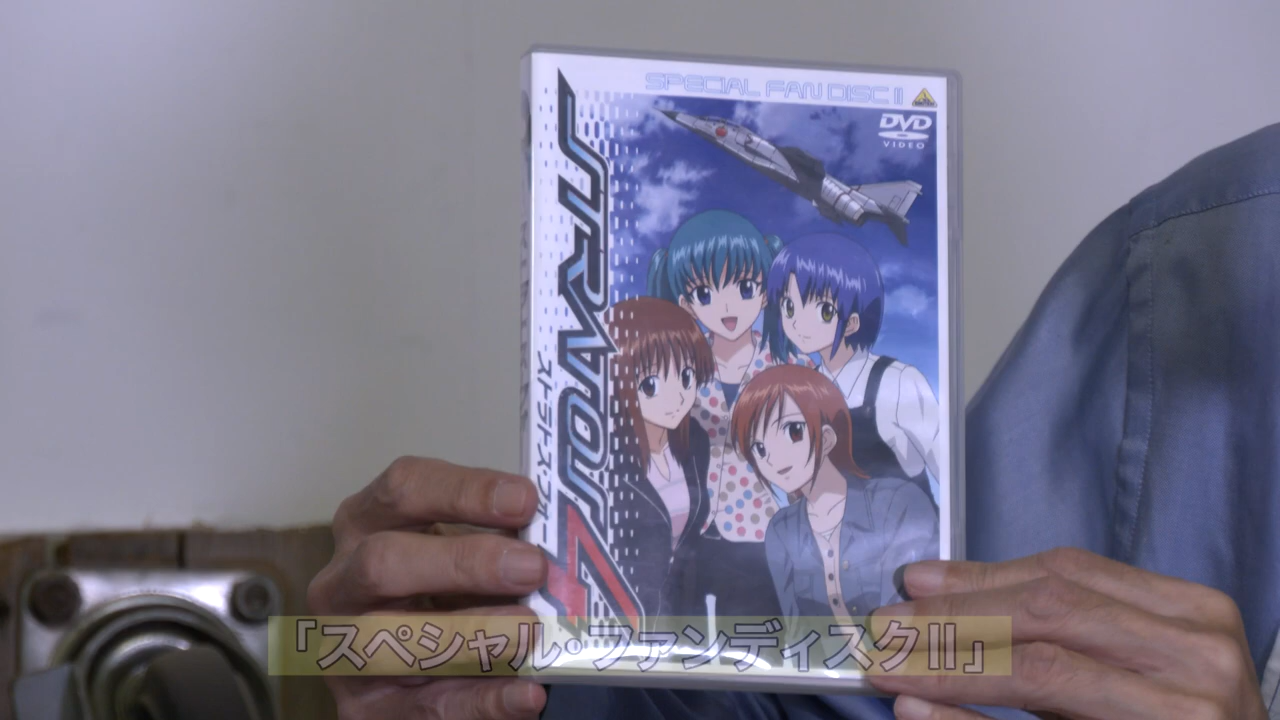 SPECIAL FAN DISC II
DVD
VIDEO
STRATOS 4
ストラトス・フォー
「スペシャル・ファンディスクⅡ」